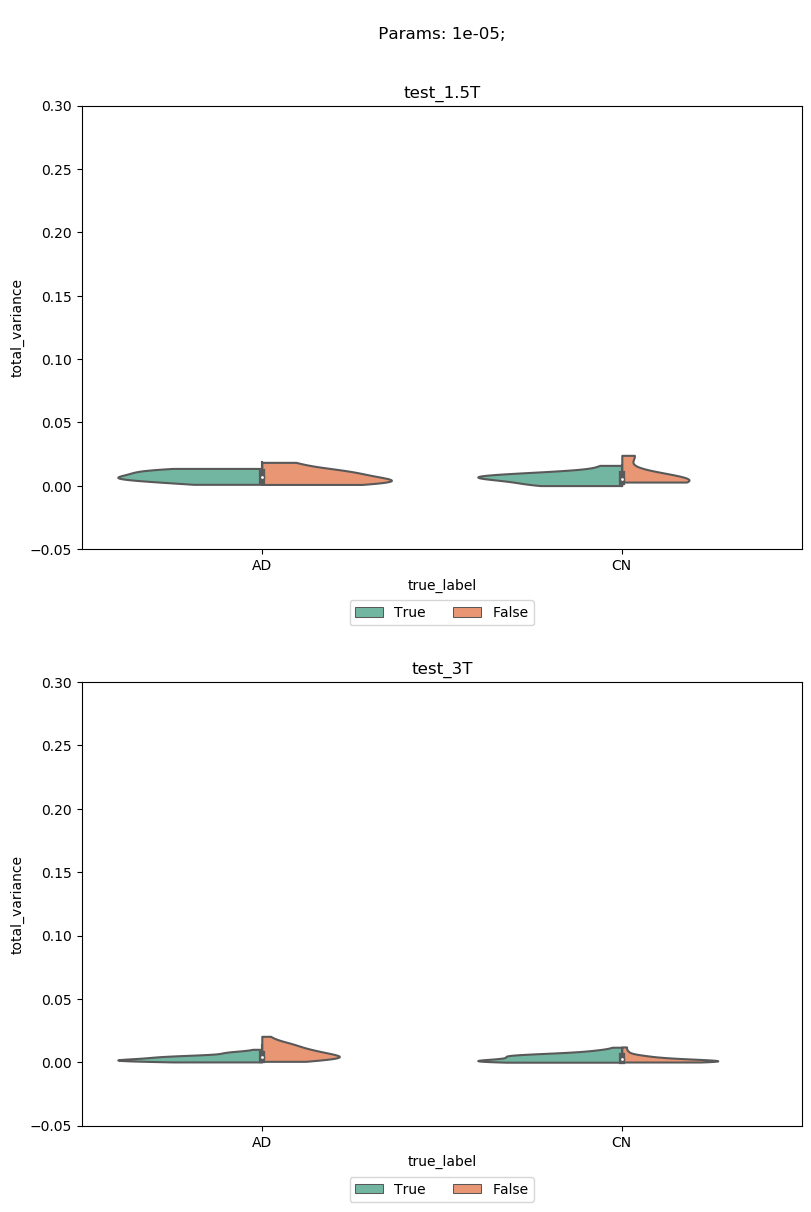 Params: 1e-05;
test_1.5T
0.30
0.25
0.20
0.15
0.10
0.05
0.00
−0.05
total_variance
AD CN
true_label
True False
test_3T
0.30
0.25
0.20
0.15
0.10
0.05
0.00
−0.05
total_variance
AD CN
true_label
True False